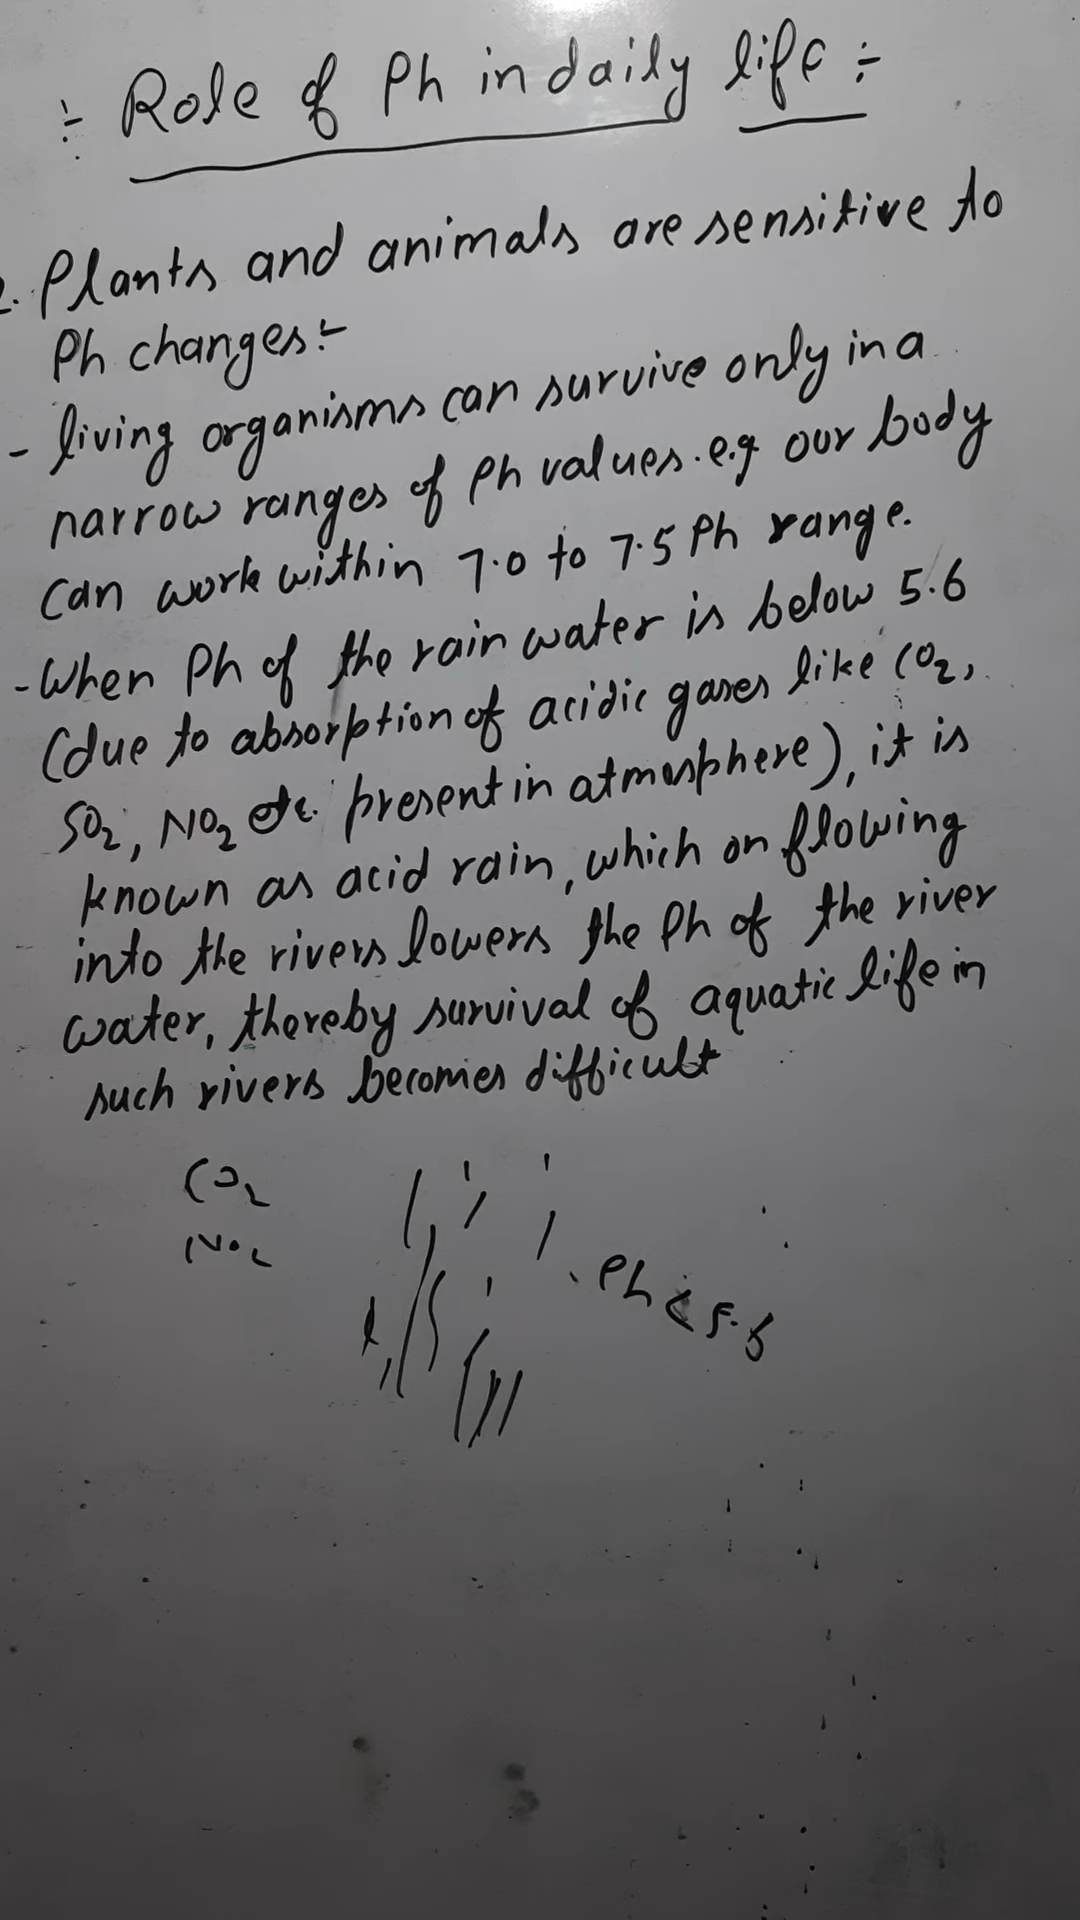 :- Role of Ph in daily life :-
2. Plants and animals are sensitive to
Ph changes:-
- living organisms can survive only in a
narrow ranges of Ph values. e.g our body
can work within 7.0 to 7.5 Ph range.
- When Ph of the rain water is below 5.6
(due to absorption of acidic gases like CO2,
SO2, NO2 etc. present in atmosphere), it is
known as acid rain, which on flowing
into the rivers lowers the Ph of the river
water, thereby survival of aquatic life in
such rivers becomes difficult
CO2
NO2
Ph < 5.6